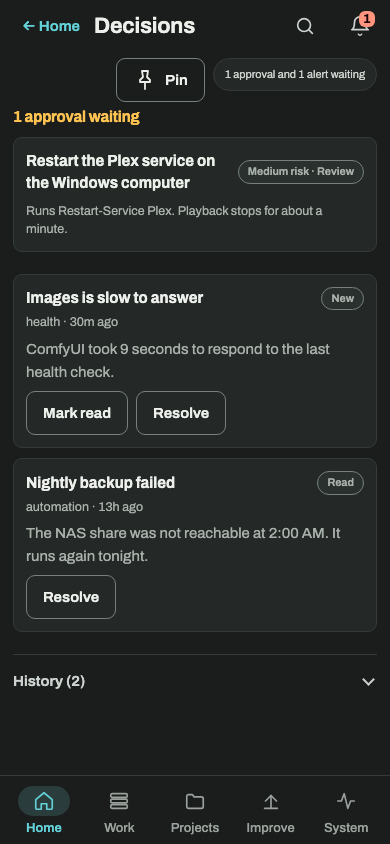 ← Home Decisions 1
Pin 1 approval and 1 alert waiting
1 approval waiting
Restart the Plex service on
the Windows computer
Medium risk · Review
Runs Restart-Service Plex. Playback stops for about a
minute.
Images is slow to answer New
health · 30m ago
ComfyUI took 9 seconds to respond to the last
health check.
Mark read Resolve
Nightly backup failed Read
automation · 13h ago
The NAS share was not reachable at 2:00 AM. It
runs again tonight.
Resolve
History (2)
Home Work Projects Improve System